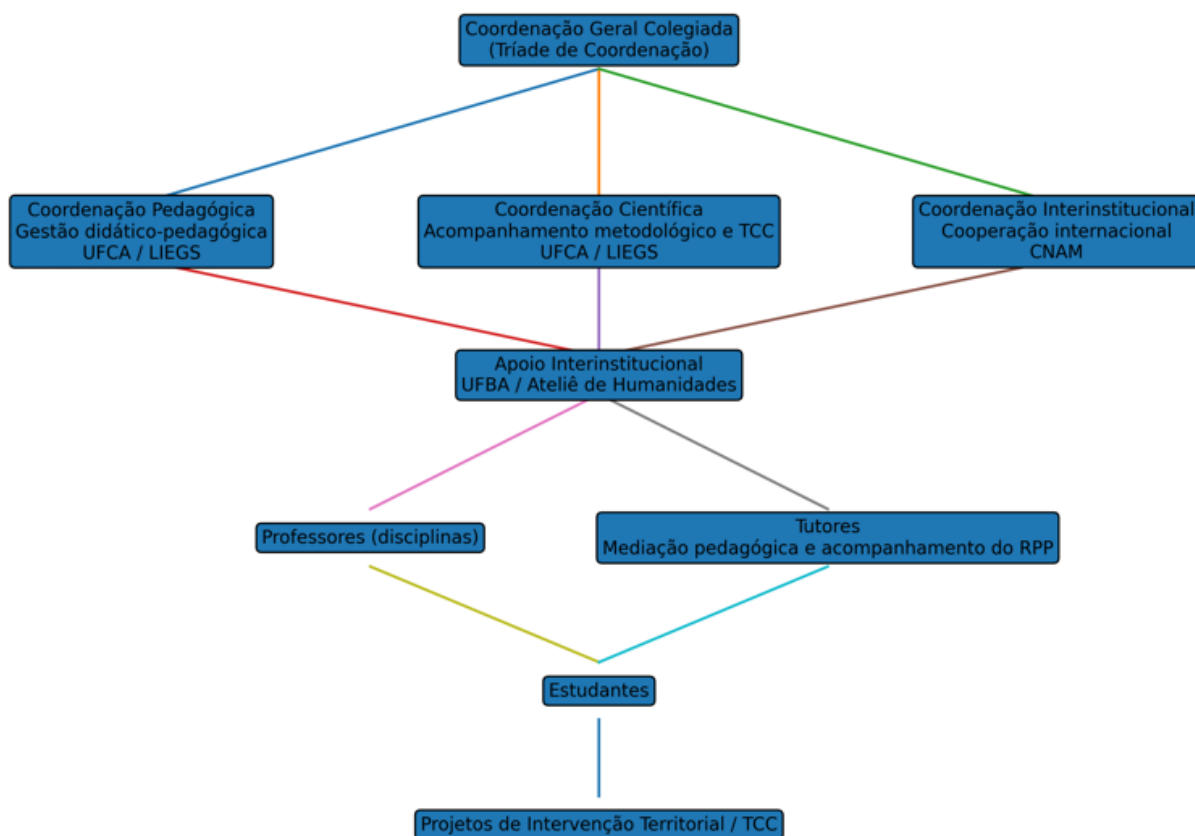 Coordenação Geral Colegiada
(Tríade de Coordenação)
Coordenação Pedagógica
Gestão didático-pedagógica
UFCA / LIEGS
Coordenação Científica
Acompanhamento metodológico e TCC
UFCA / LIEGS
Coordenação Interinstitucional
Cooperação internacional
CNAM
Apoio Interinstitucional
UFBA / Ateliê de Humanidades
Professores (disciplinas)
Tutores
Mediação pedagógica e acompanhamento do RPP
Estudantes
Projetos de Intervenção Territorial / TCC